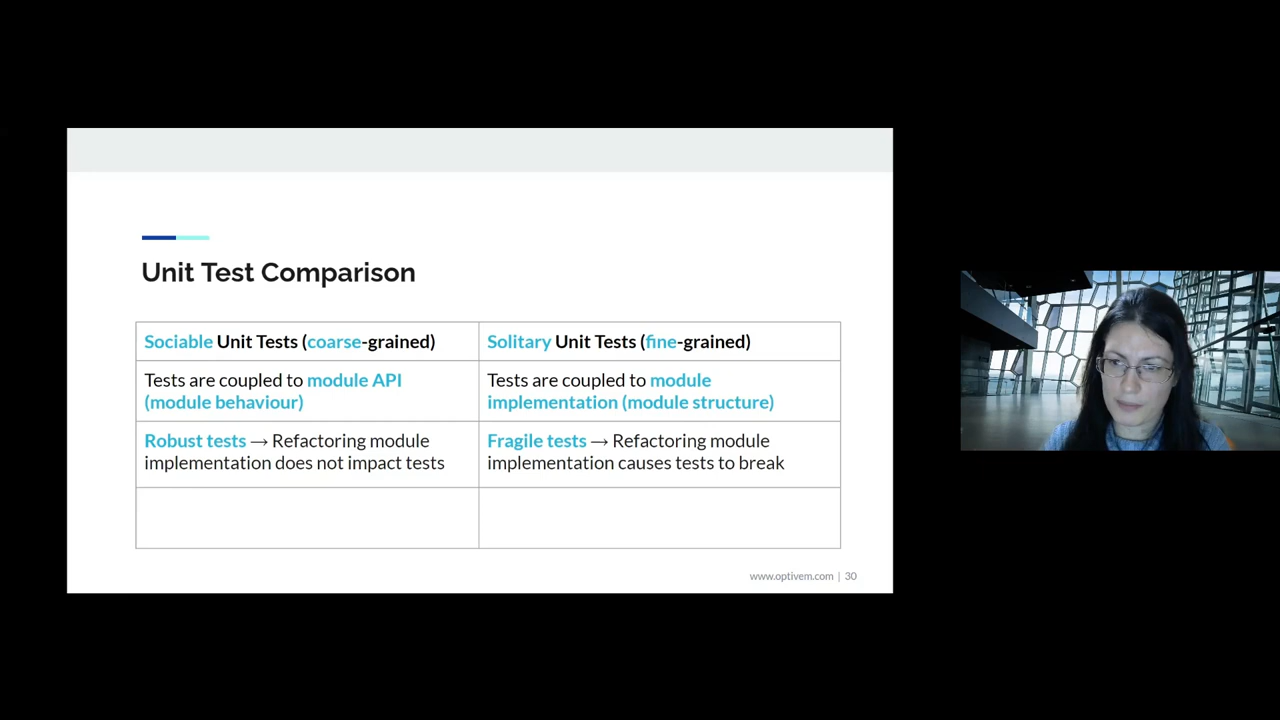 Unit Test Comparison
Sociable Unit Tests (coarse-grained)
Solitary Unit Tests (fine-grained)
Tests are coupled to module API
(module behaviour)
Tests are coupled to module
implementation (module structure)
Robust tests → Refactoring module
implementation does not impact tests
Fragile tests → Refactoring module
implementation causes tests to break
www.optivem.com | 30